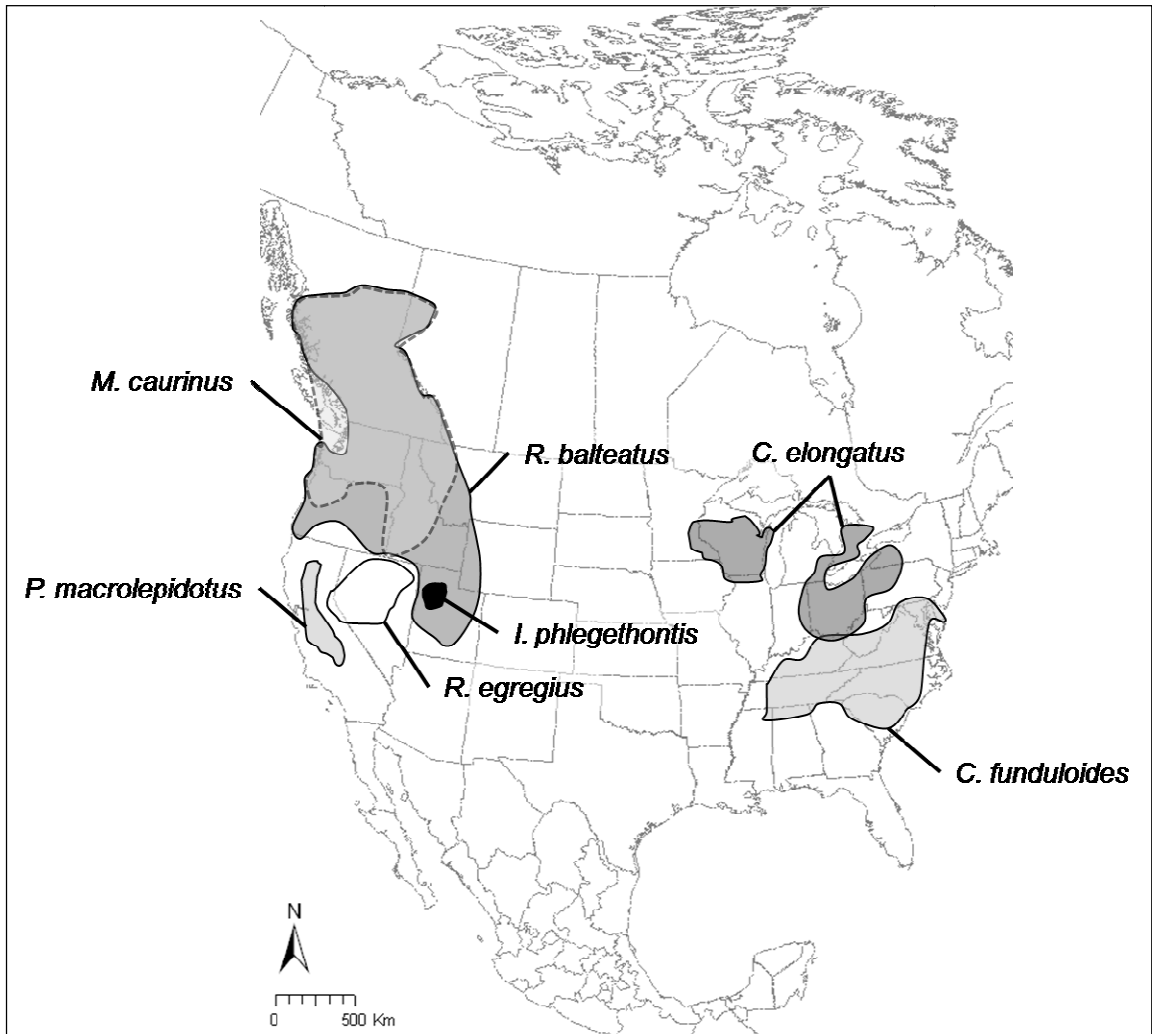 M. caurinus
R. balteatus
C. elongatus
P. macrolepidotus
I. phlegethontis
R. egregius
C. funduloides
N
0 500 Km